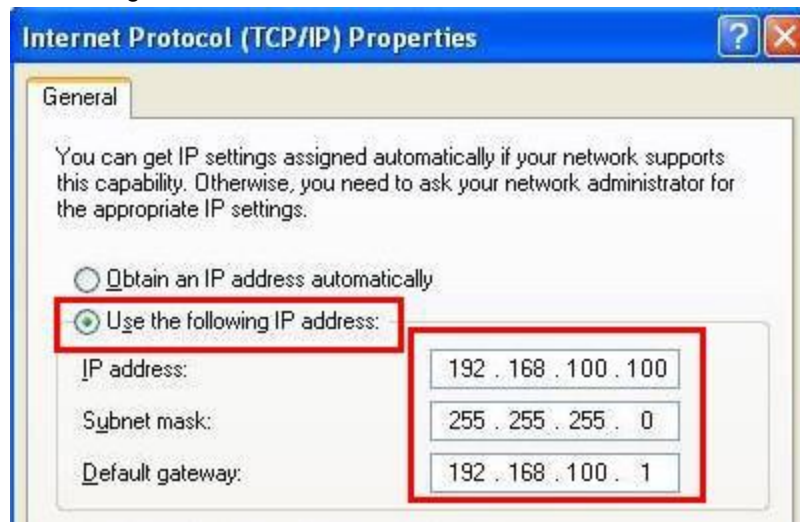 Internet Protocol (TCP/IP) Properties
General
You can get IP settings assigned automatically if your network supports
this capability. Otherwise, you need to ask your network administrator for
the appropriate IP settings.
Obtain an IP address automatically
Use the following IP address:
IP address: 192 . 168 . 100 . 100
Subnet mask: 255 . 255 . 255 . 0
Default gateway: 192 . 168 . 100 . 1